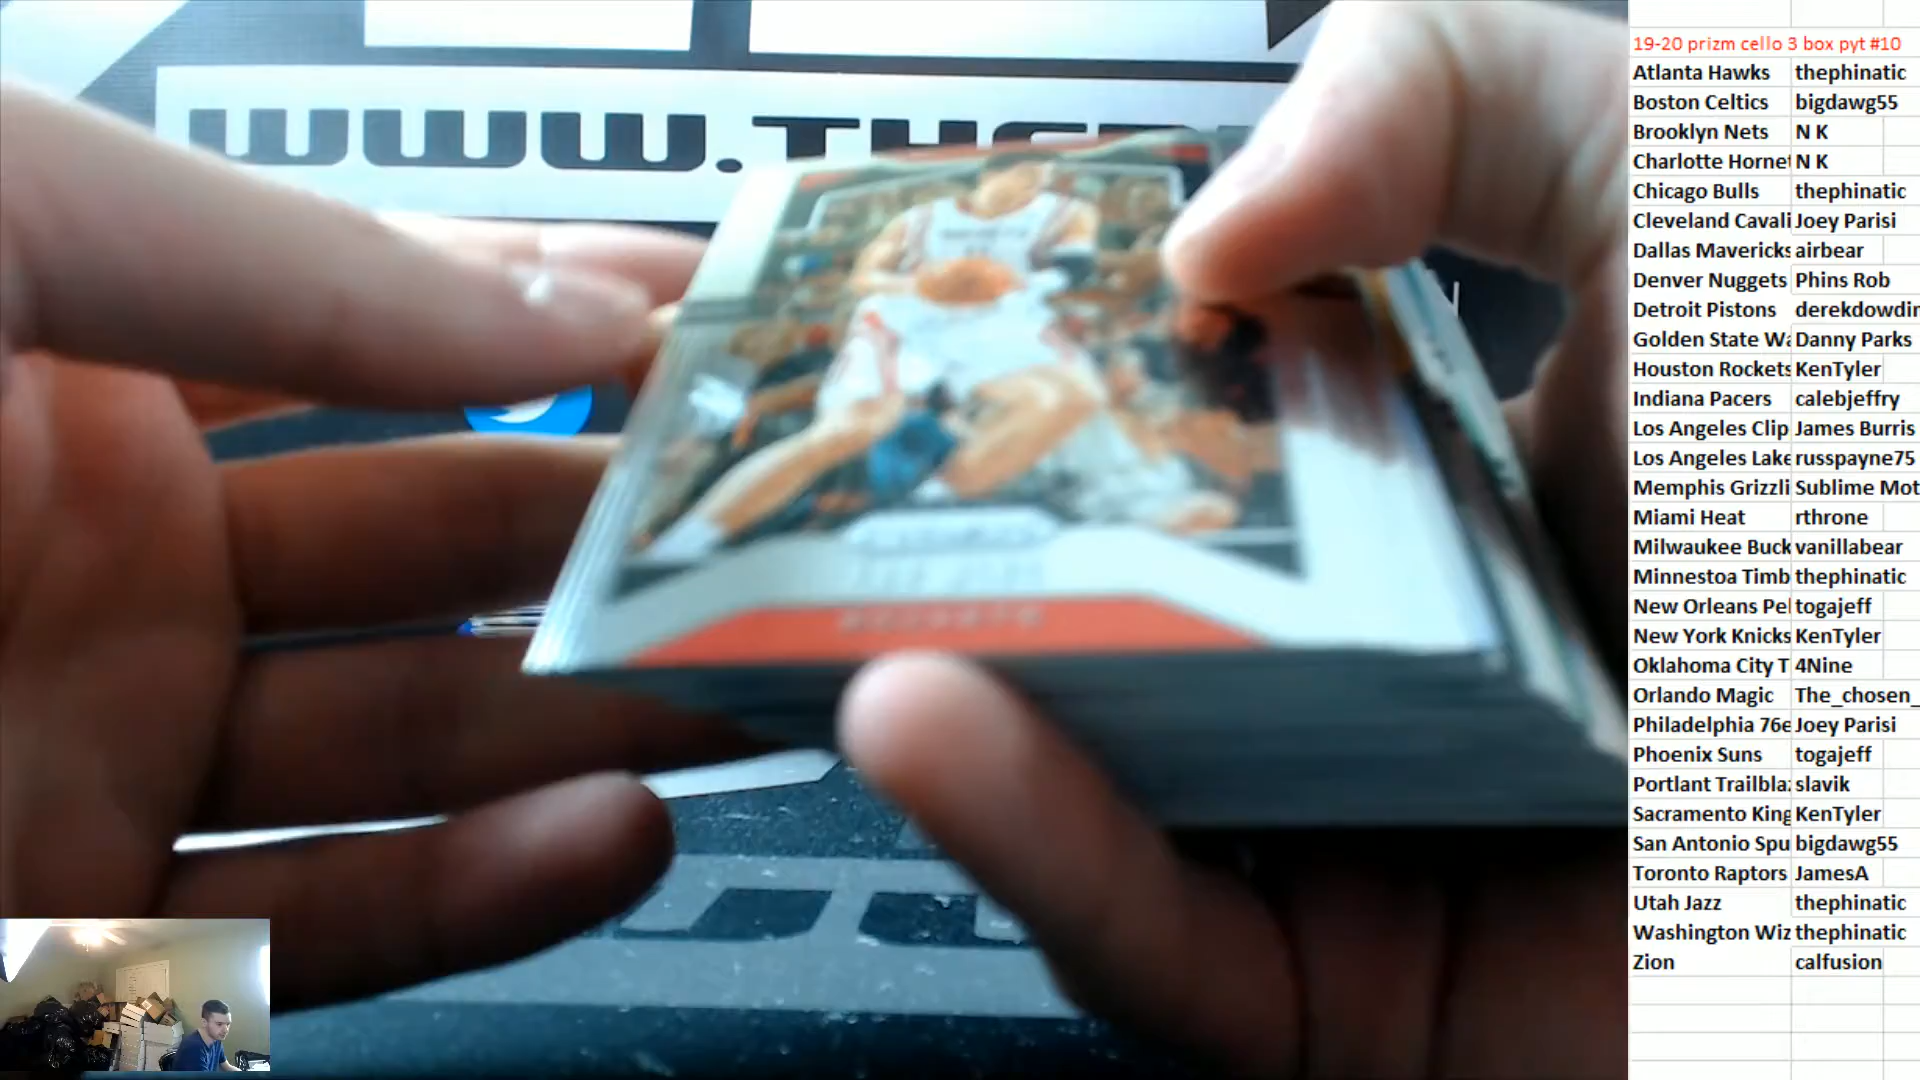 WWW.THE
19-20 prizm cello 3 box pyt #10
Atlanta Hawks thephinatic
Boston Celtics bigdawg55
Brooklyn Nets N K
Charlotte Hornet N K
Chicago Bulls thephinatic
Cleveland Cavali Joey Parisi
Dallas Mavericks airbear
Denver Nuggets Phins Rob
Detroit Pistons derekdowdin
Golden State Wa Danny Parks
Houston Rockets KenTyler
Indiana Pacers calebjeffry
Los Angeles Clip James Burris
Los Angeles Lake russpayne75
Memphis Grizzli Sublime Mot
Miami Heat rthrone
Milwaukee Buck vanillabear
Minnestoa Timb thephinatic
New Orleans Pel togajeff
New York Knicks KenTyler
Oklahoma City T 4Nine
Orlando Magic The_chosen_
Philadelphia 76e Joey Parisi
Phoenix Suns togajeff
Portlant Trailblaz slavik
Sacramento King KenTyler
San Antonio Spu bigdawg55
Toronto Raptors JamesA
Utah Jazz thephinatic
Washington Wiz thephinatic
Zion calfusion
ROCKETS